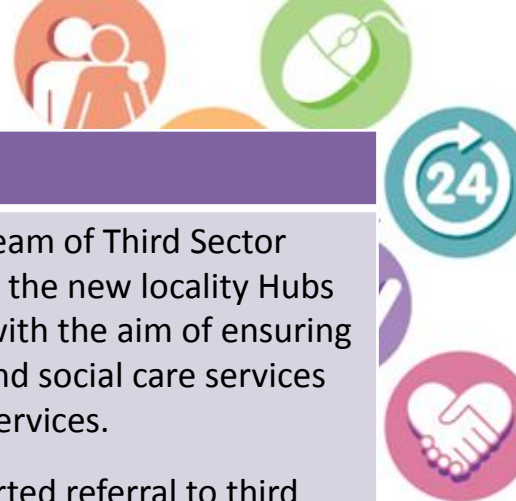 24
eam of Third Sector
the new locality Hubs
with the aim of ensuring
nd social care services
ervices.
rted referral to third